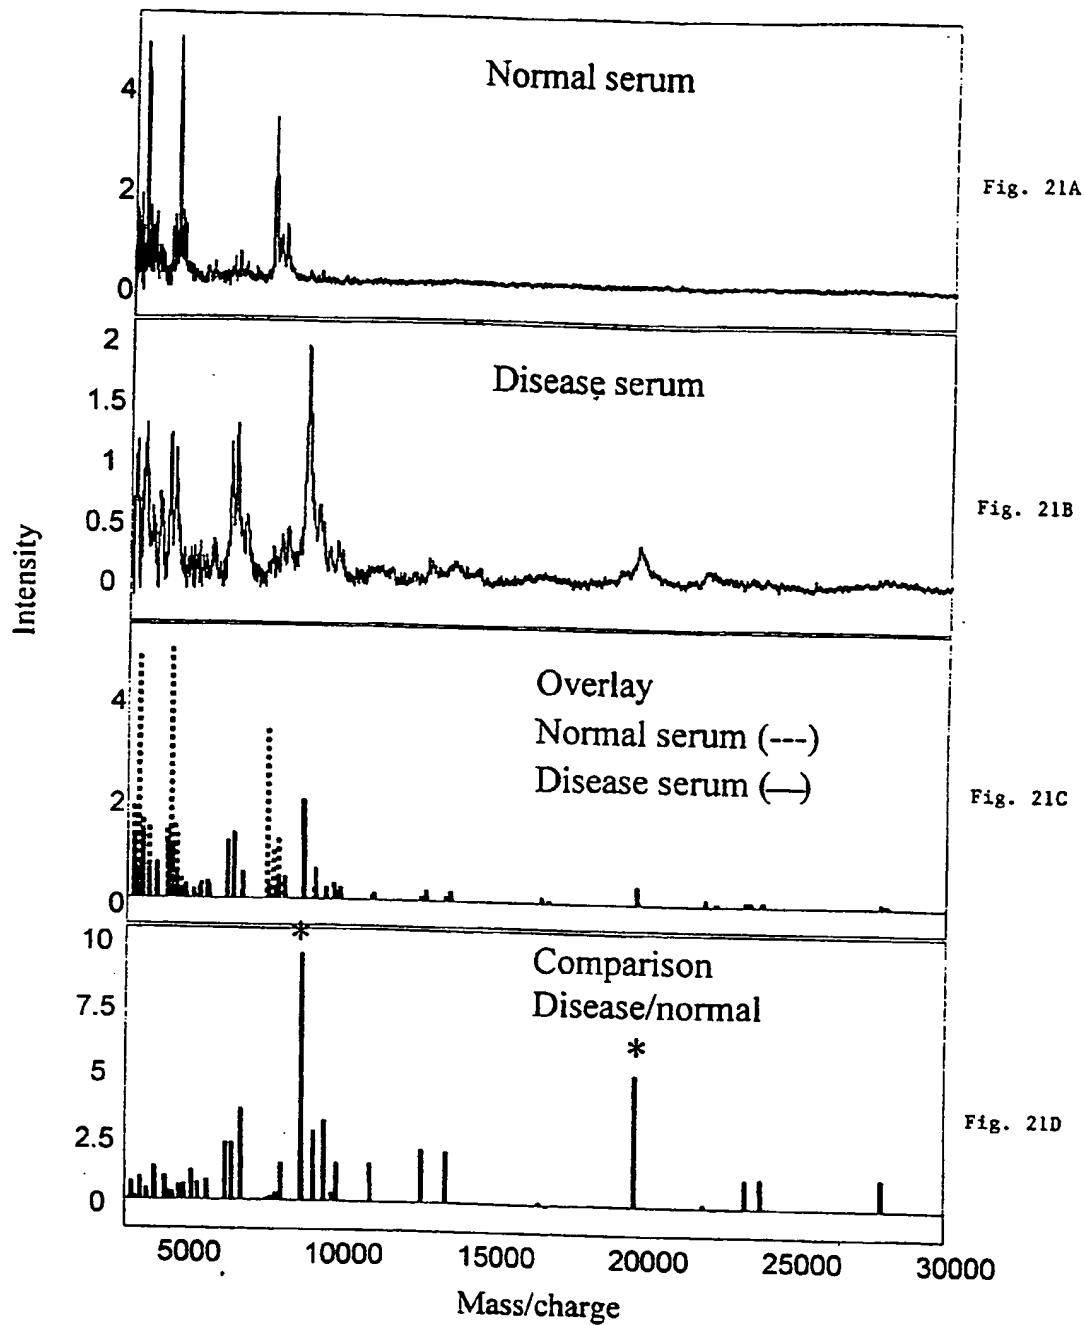 Normal serum
4
2
0
Fig. 21A
Disease serum
2
1.5
1
0.5
0
Fig. 21B
Intensity
Overlay
Normal serum (---)
Disease serum (—)
4
2
0
Fig. 21C
*
Comparison
Disease/normal
*
10
7.5
5
2.5
0
Fig. 21D
5000 10000 15000 20000 25000 30000
Mass/charge